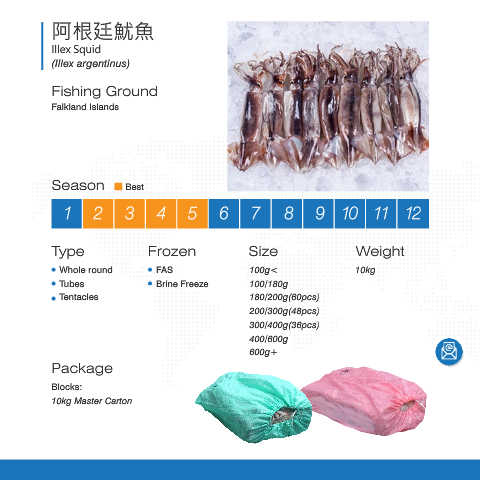 阿根廷魷魚
Illex Squid
(Illex argentinus)
Fishing Ground
Falkland Islands
Season Best
1 2 3 4 5 6 7 8 9 10 11 12
Type
Whole round
Tubes
Tentacles
Frozen
FAS
Brine Freeze
Size
100g<
100/180g
180/200g(60pcs)
200/300g(48pcs)
300/400g(36pcs)
400/600g
600g+
Weight
10kg
Package
Blocks:
10kg Master Carton